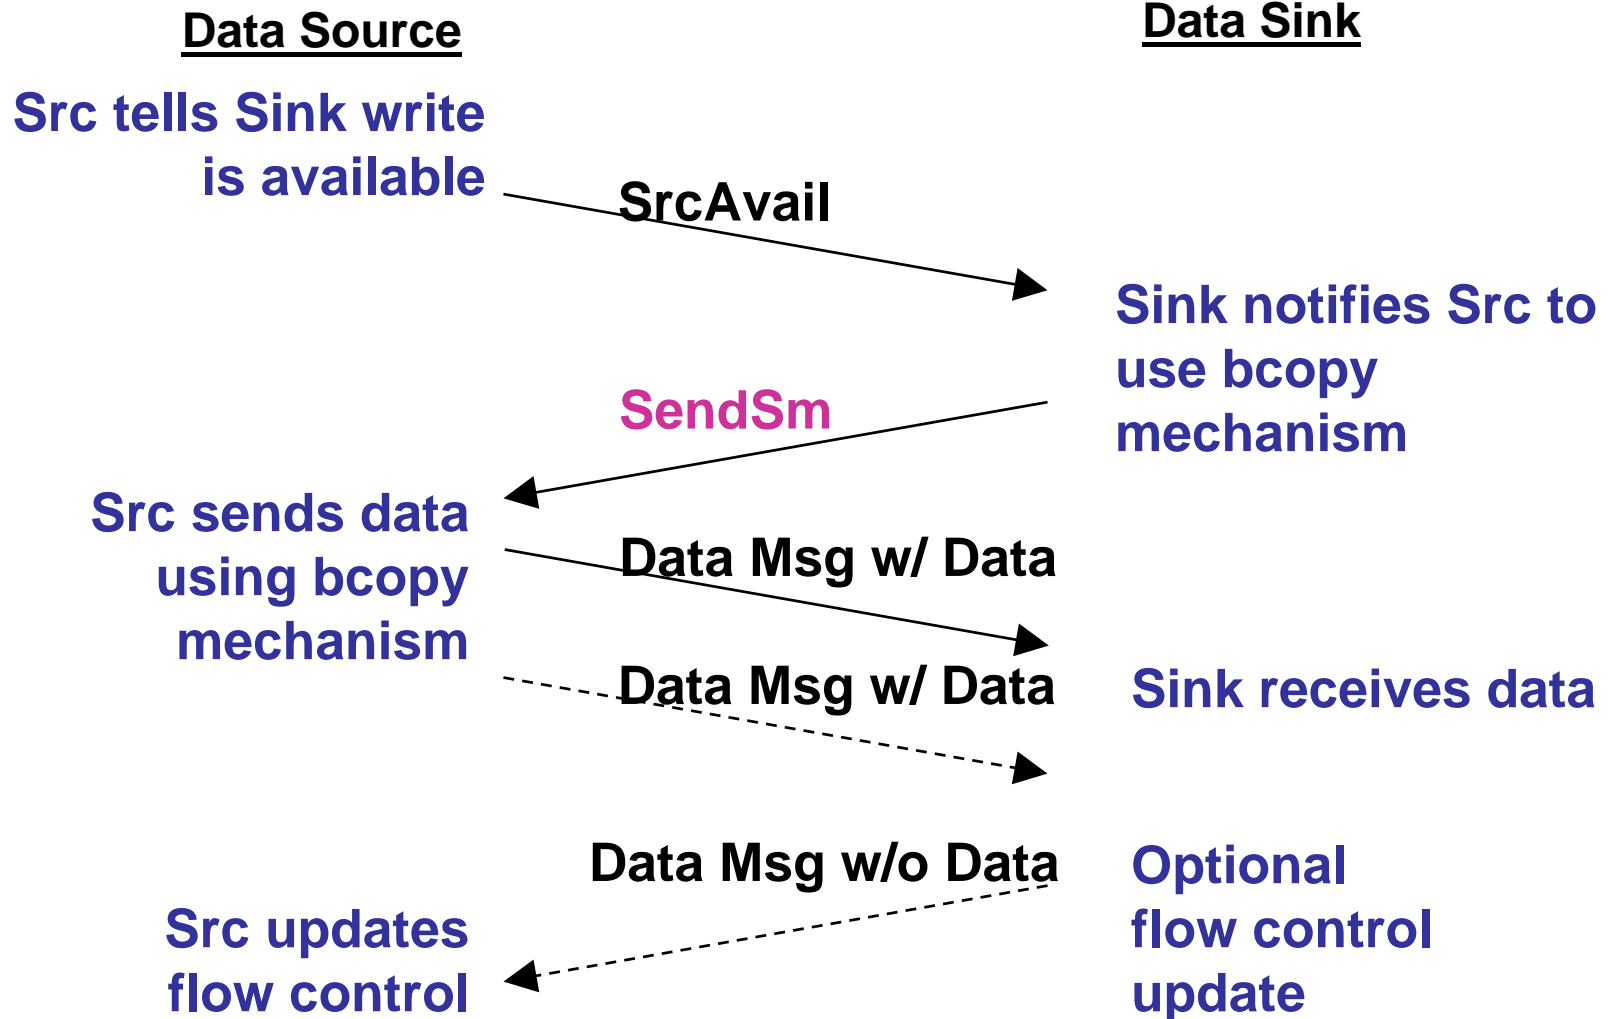 Data Source
Data Sink
Src tells Sink write
is available
SrcAvail
Sink notifies Src to
use bcopy
mechanism
SendSm
Src sends data
using bcopy
mechanism
Data Msg w/ Data
Data Msg w/ Data
Sink receives data
Data Msg w/o Data
Optional
flow control
update
Src updates
flow control